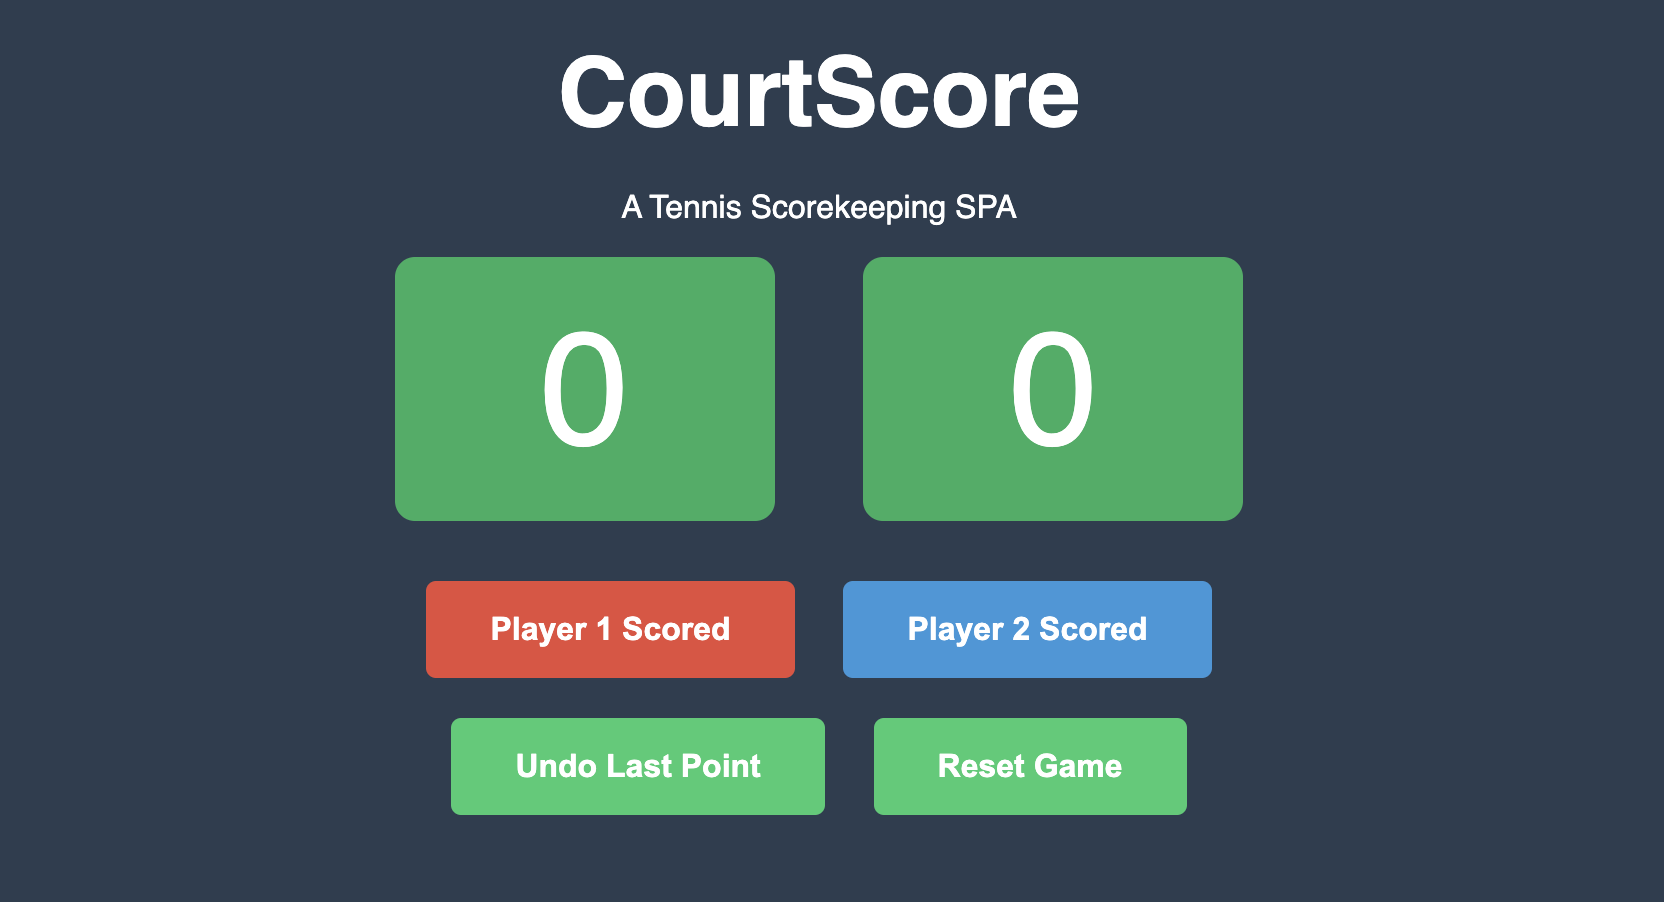 CourtScore
A Tennis Scorekeeping SPA
0 0
Player 1 Scored Player 2 Scored
Undo Last Point Reset Game